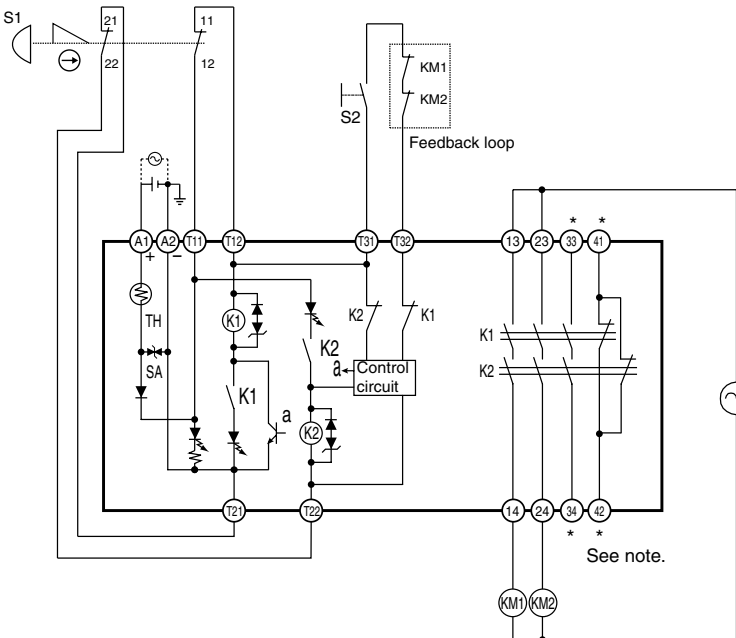 S1
21
11
22
12
KM1
KM2
S2
Feedback loop
A1
A2
T11
T12
T31
T32
13
23
33
41
*
*
+
−
TH
SA
K1
K1
a
K2
K2
K2
K1
a
Control
circuit
K1
K2
T21
T22
14
24
34
42
*
*
See note.
KM1
KM2